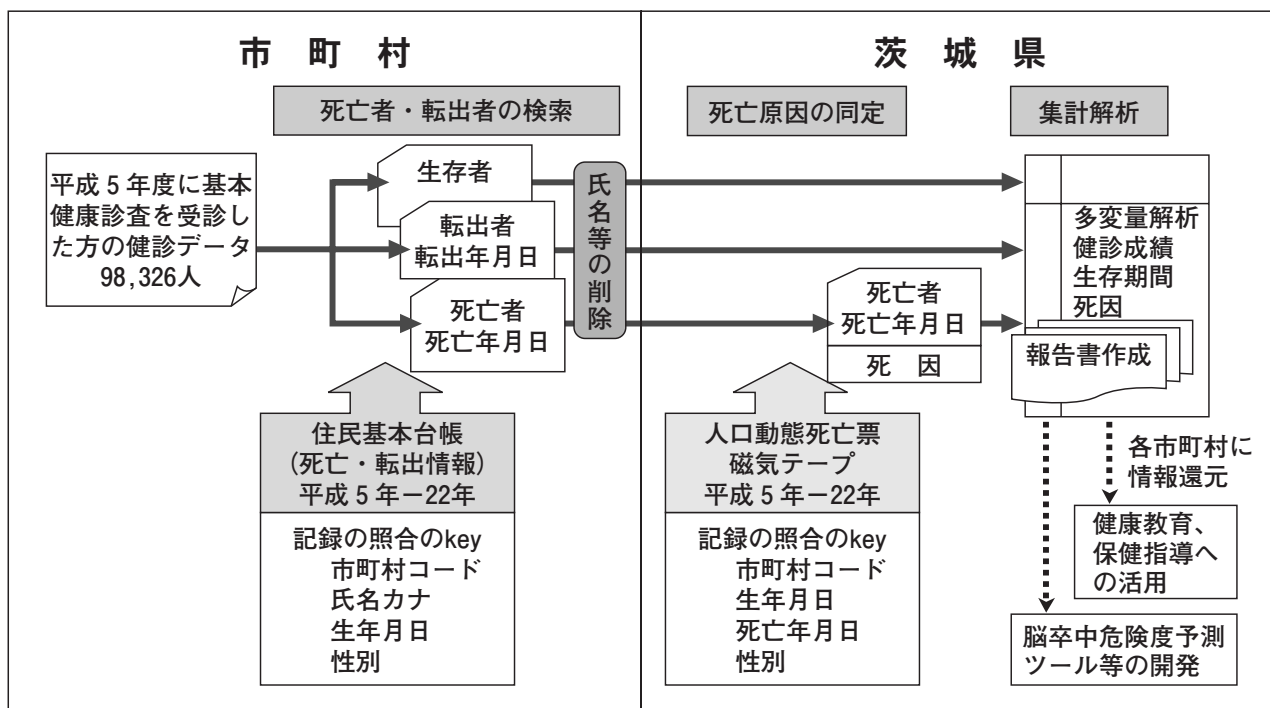 市町村
死亡者・転出者の検索
平成5年度に基本
健康診査を受診し
た方の健診データ
98,326人
生存者
転出者
転出年月日
死亡者
死亡年月日
氏名等の削除
住民基本台帳
(死亡・転出情報)
平成5年－22年
記録の照合のkey
市町村コード
氏名カナ
生年月日
性別
茨城県
死亡原因の同定
集計解析
死亡者
死亡年月日
死因
多変量解析
健診成績
生存期間
死因
報告書作成
人口動態死亡票
磁気テープ
平成5年－22年
記録の照合のkey
市町村コード
生年月日
死亡年月日
性別
各市町村に
情報還元
健康教育、
保健指導へ
の活用
脳卒中危険度予測
ツール等の開発